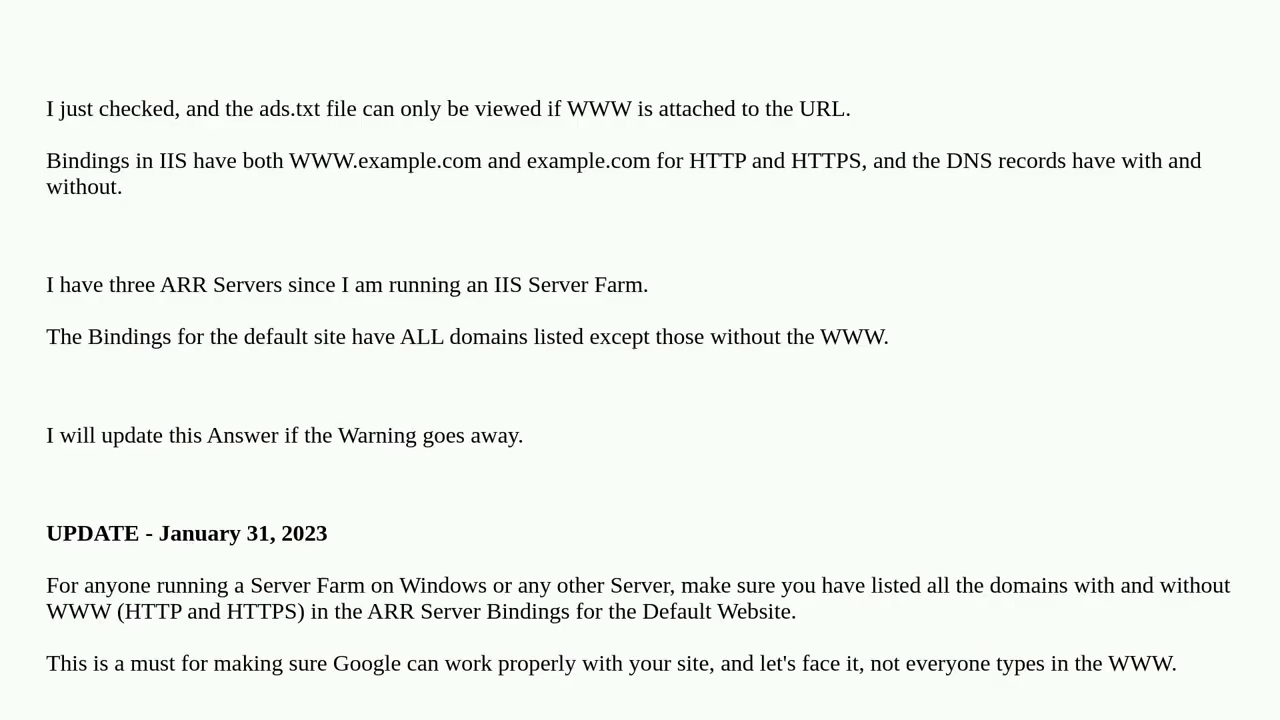 I just checked, and the ads.txt file can only be viewed if WWW is attached to the URL.
Bindings in IIS have both WWW.example.com and example.com for HTTP and HTTPS, and the DNS records have with and
without.
I have three ARR Servers since I am running an IIS Server Farm.
The Bindings for the default site have ALL domains listed except those without the WWW.
I will update this Answer if the Warning goes away.
UPDATE - January 31, 2023
For anyone running a Server Farm on Windows or any other Server, make sure you have listed all the domains with and without
WWW (HTTP and HTTPS) in the ARR Server Bindings for the Default Website.
This is a must for making sure Google can work properly with your site, and let's face it, not everyone types in the WWW.